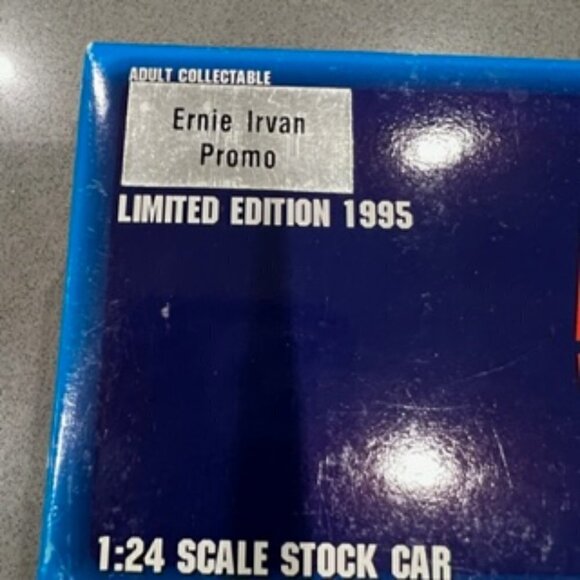 ADULT COLLECTABLE
Ernie Irvan
Promo
LIMITED EDITION 1995
1:24 SCALE STOCK CAR